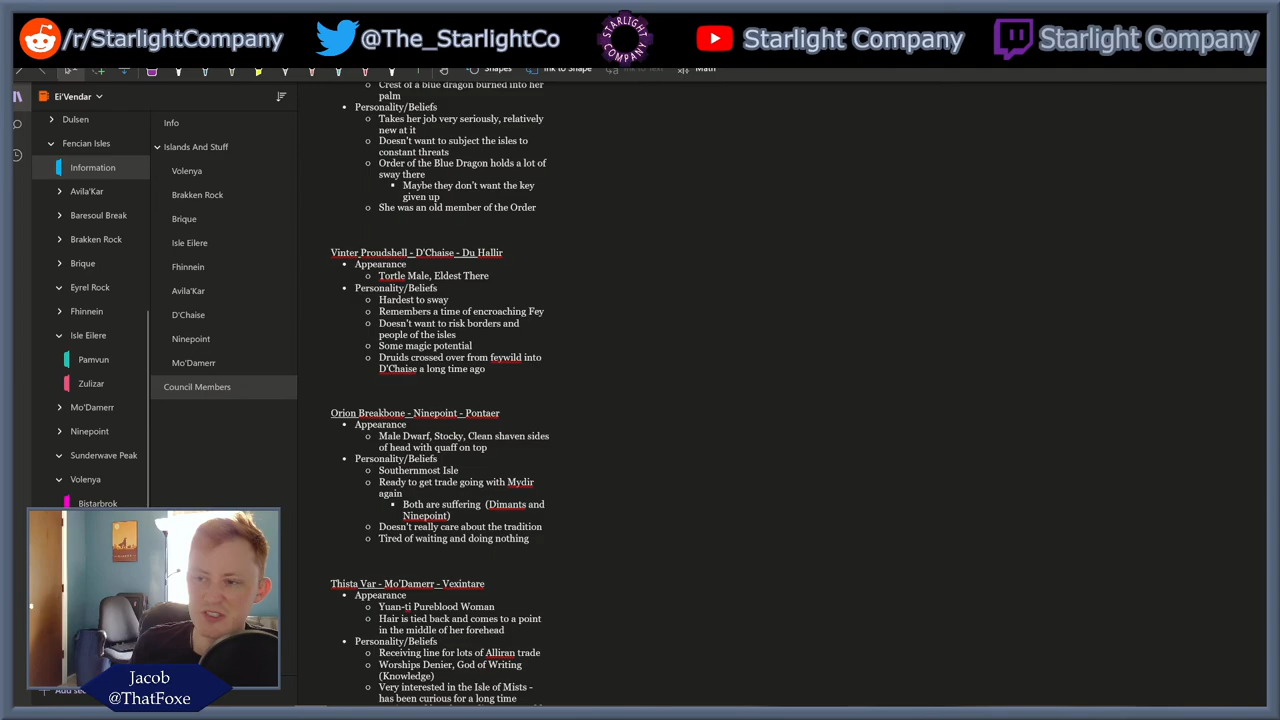 /r/StarlightCompany
@The_StarlightCo
STARLIGHT COMPANY
Starlight Company
Starlight Company
Shapes
Ink to Shape
Ink to Text
Math
Ei'Vendar
Dulsen
Fencian Isles
Information
Avila'Kar
Baresoul Break
Brakken Rock
Brique
Eyrel Rock
Fhinnein
Isle Eilere
Pamvun
Zulizar
Mo'Damerr
Ninepoint
Sunderwave Peak
Volenya
Bistarbrok
Add sec
Info
Islands And Stuff
Volenya
Brakken Rock
Brique
Isle Eilere
Fhinnein
Avila'Kar
D'Chaise
Ninepoint
Mo'Damerr
Council Members
Crest of a blue dragon burned into her
palm
Personality/Beliefs
Takes her job very seriously, relatively
new at it
Doesn't want to subject the isles to
constant threats
Order of the Blue Dragon holds a lot of
sway there
Maybe they don't want the key
given up
She was an old member of the Order
Vinter Proudshell - D'Chaise - Du Hallir
Appearance
Tortle Male, Eldest There
Personality/Beliefs
Hardest to sway
Remembers a time of encroaching Fey
Doesn't want to risk borders and
people of the isles
Some magic potential
Druids crossed over from feywild into
D'Chaise a long time ago
Orion Breakbone - Ninepoint - Pontaer
Appearance
Male Dwarf, Stocky, Clean shaven sides
of head with quaff on top
Personality/Beliefs
Southernmost Isle
Ready to get trade going with Mydir
again
Both are suffering (Dimants and
Ninepoint)
Doesn't really care about the tradition
Tired of waiting and doing nothing
Thista Var - Mo'Damerr - Vexintare
Appearance
Yuan-ti Pureblood Woman
Hair is tied back and comes to a point
in the middle of her forehead
Personality/Beliefs
Receiving line for lots of Alliran trade
Worships Denier, God of Writing
(Knowledge)
Very interested in the Isle of Mists -
has been curious for a long time
Jacob
@ThatFoxe